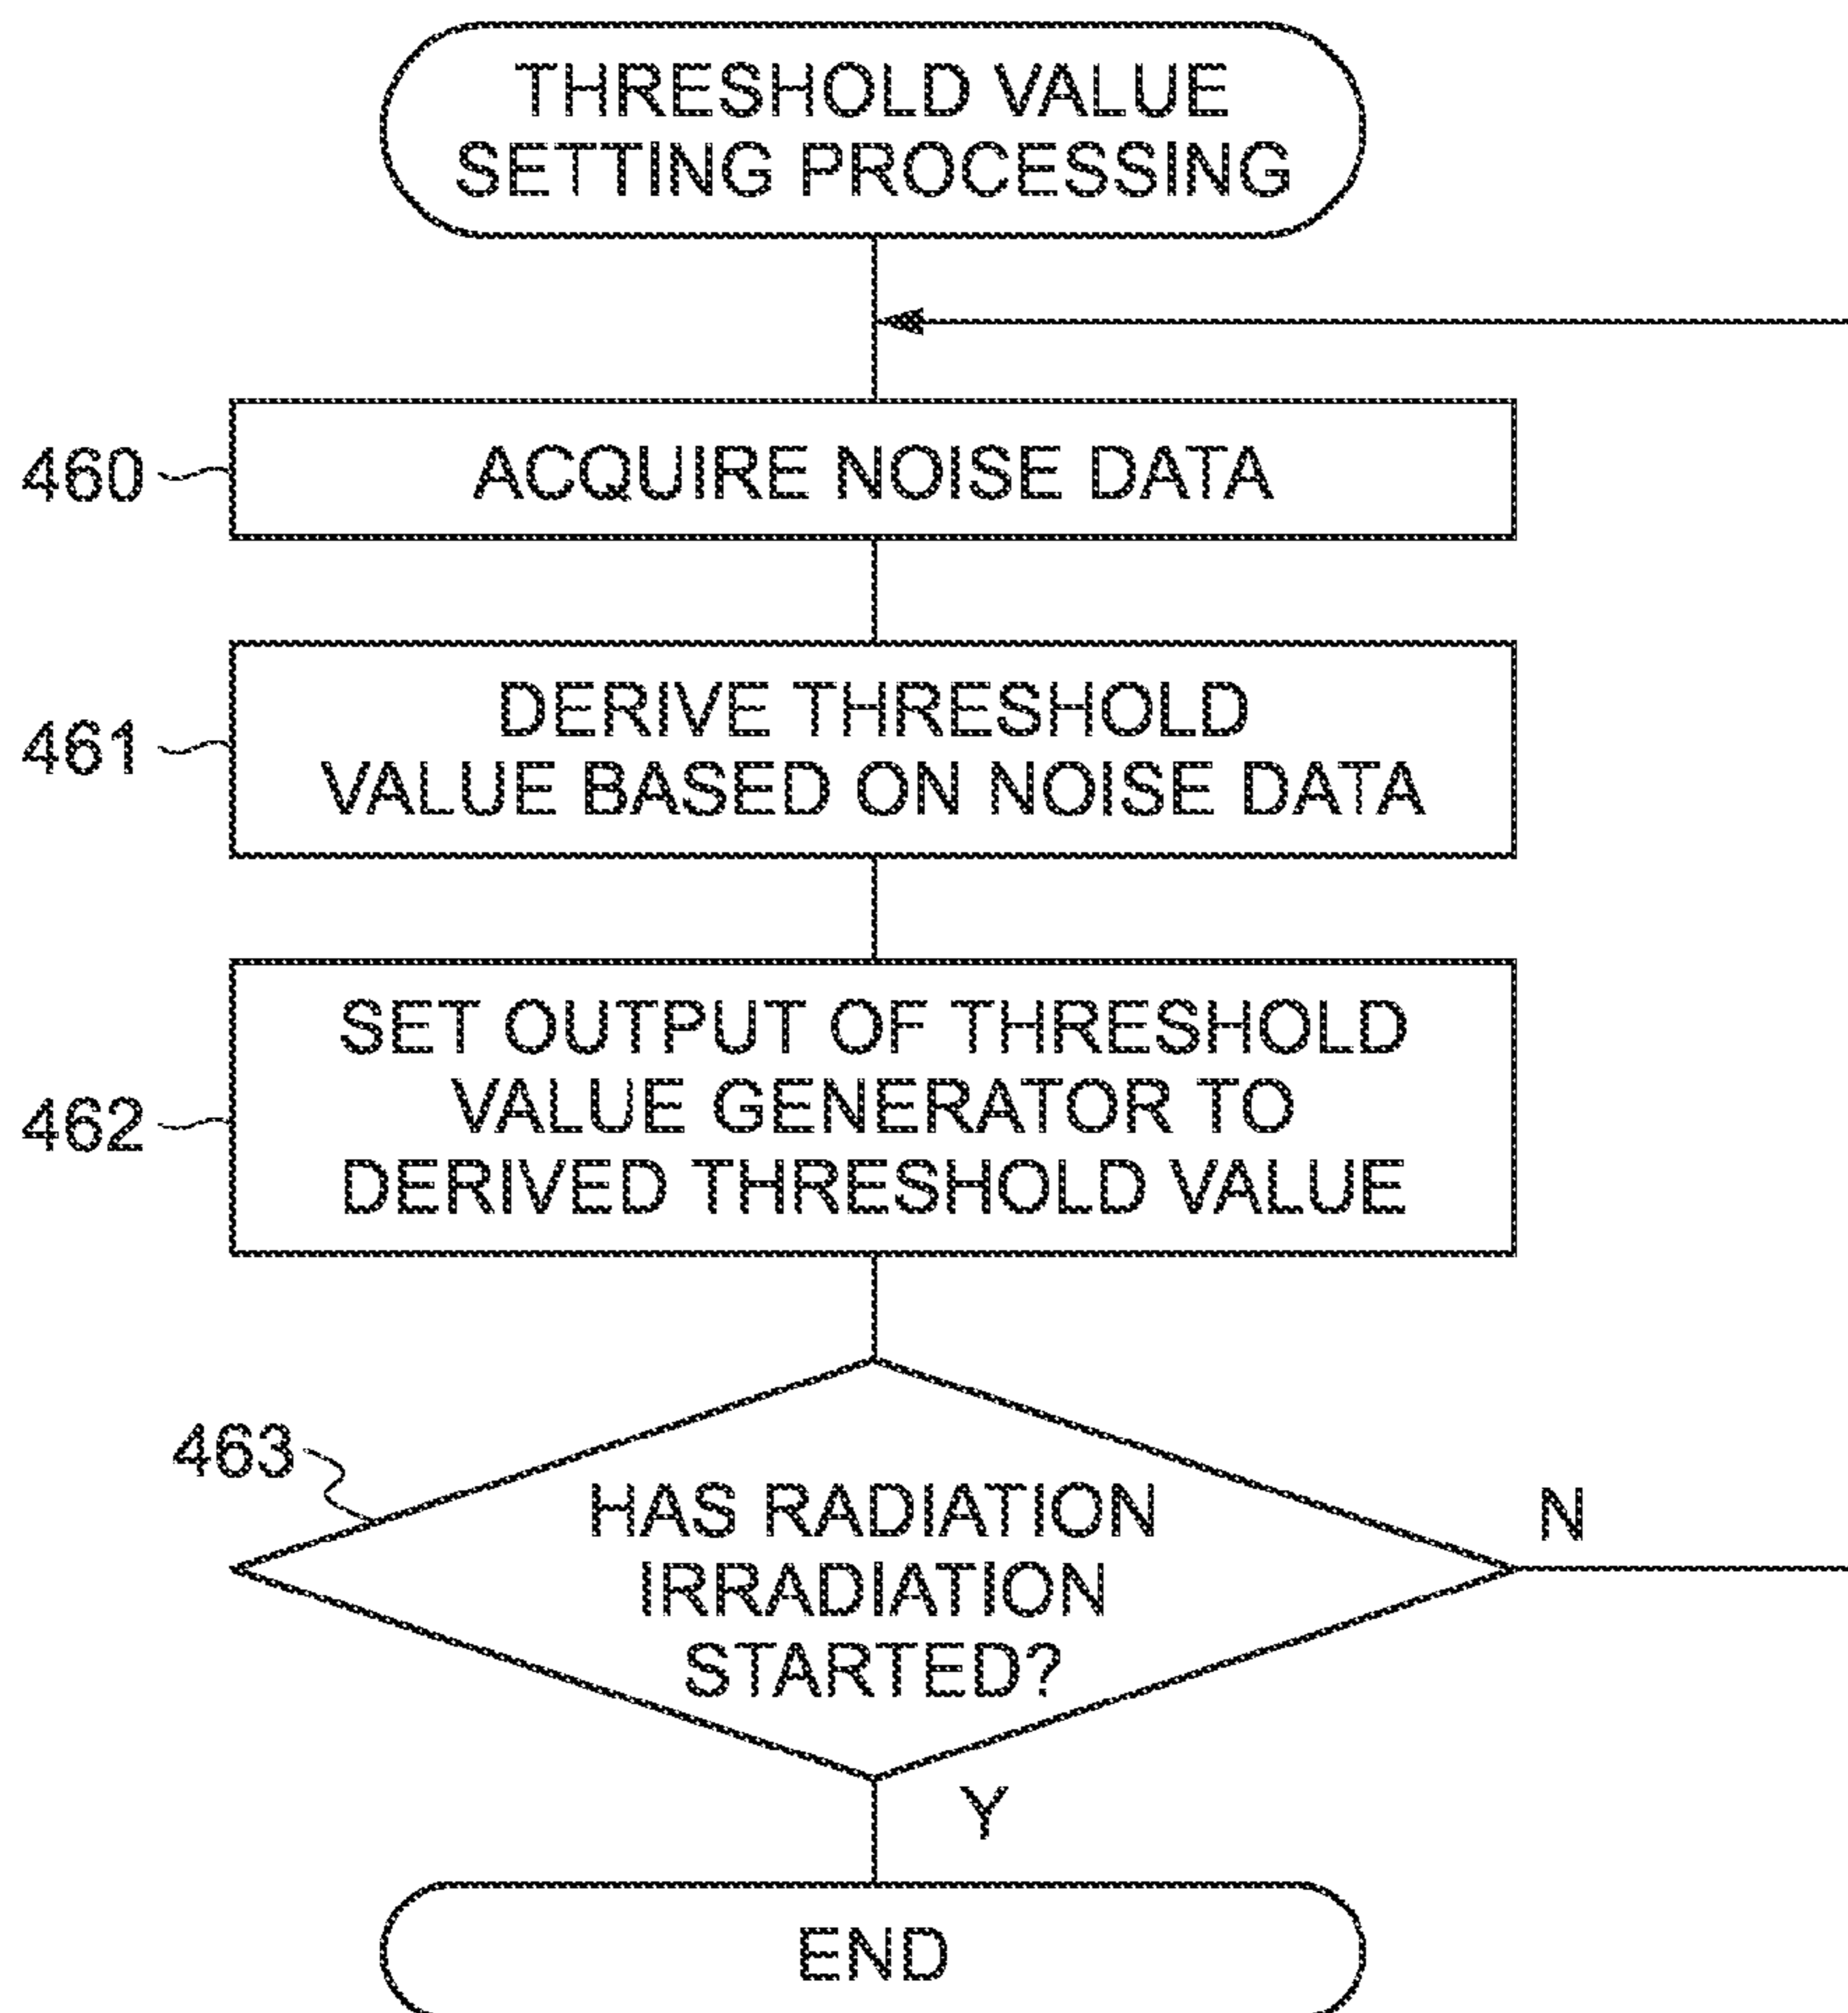 THRESHOLD VALUE
SETTING PROCESSING
460
ACQUIRE NOISE DATA
461
DERIVE THRESHOLD
VALUE BASED ON NOISE DATA
462
SET OUTPUT OF THRESHOLD
VALUE GENERATOR TO
DERIVED THRESHOLD VALUE
463
HAS RADIATION
IRRADIATION
STARTED?
N
Y
END